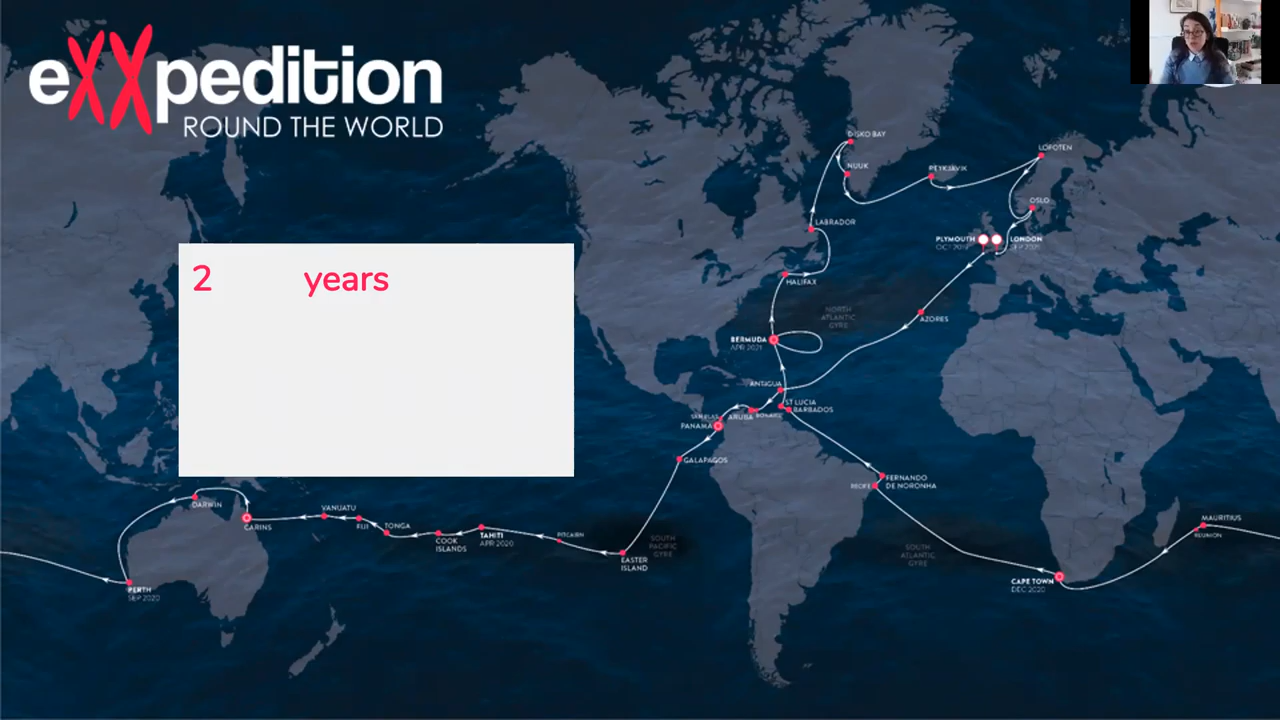 eXXpedition
ROUND THE WORLD
2 years
DISKO BAY
NUUK
REYKJAVIK
LOFOTEN
OSLO
LABRADOR
PLYMOUTH
LONDON
HALIFAX
NORTH
ATLANTIC
GYRE
AZORES
BERMUDA
APR 2021
ANTIGUA
ST LUCIA
BARBADOS
ARUBA
BONAIRE
SAN BLAS
PANAMA
GALAPAGOS
FERNANDO
DE NORONHA
RECIFE
DARWIN
CARINS
VANUATU
FIJI
TONGA
COOK
ISLANDS
TAHITI
APR 2020
PITCAIRN
EASTER
ISLAND
SOUTH
PACIFIC
GYRE
SOUTH
ATLANTIC
GYRE
MAURITIUS
REUNION
CAPE TOWN
DEC 2020
PERTH
SEP 2020